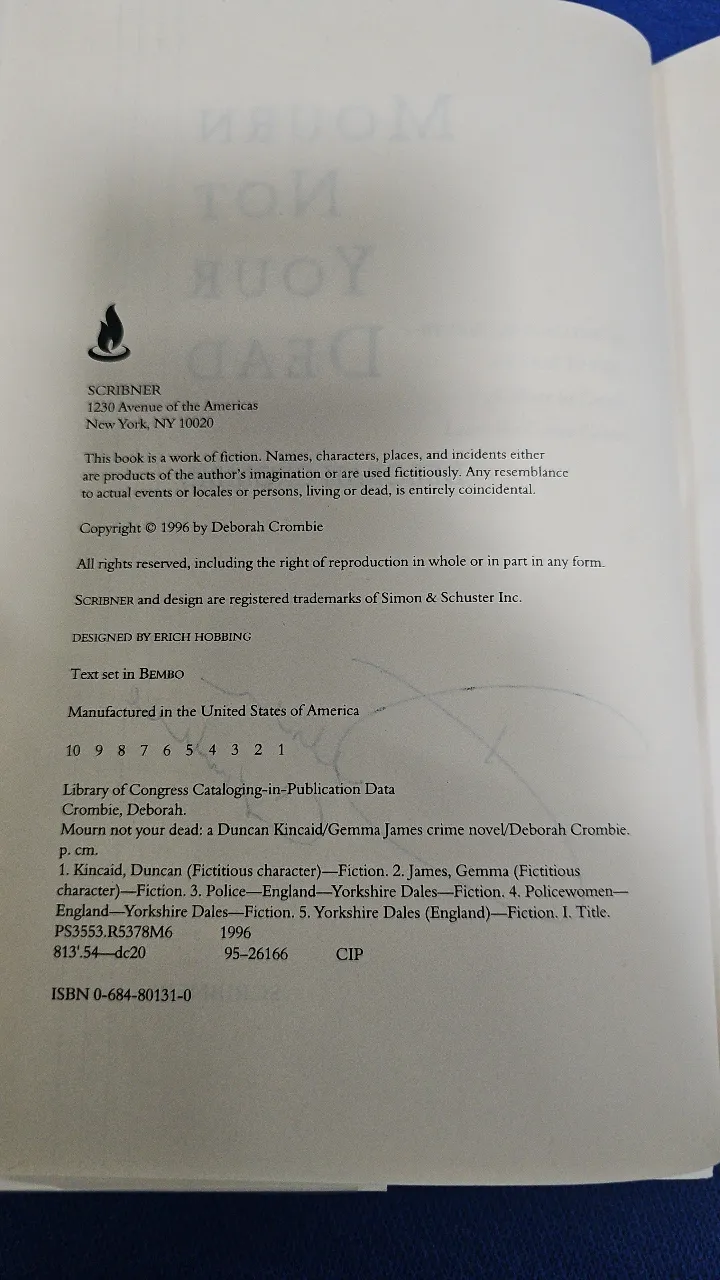 MOURN
NOT
YOUR
DEAD
SCRIBNER
1230 Avenue of the Americas
New York, NY 10020
This book is a work of fiction. Names, characters, places, and incidents either
are products of the author's imagination or are used fictitiously. Any resemblance
to actual events or locales or persons, living or dead, is entirely coincidental.
Copyright © 1996 by Deborah Crombie
All rights reserved, including the right of reproduction in whole or in part in any form.
SCRIBNER and design are registered trademarks of Simon & Schuster Inc.
DESIGNED BY ERICH HOBBING
Text set in BEMBO
Manufactured in the United States of America
10 9 8 7 6 5 4 3 2 1
Library of Congress Cataloging-in-Publication Data
Crombie, Deborah.
Mourn not your dead: a Duncan Kincaid/Gemma James crime novel/Deborah Crombie.
p. cm.
1. Kincaid, Duncan (Fictitious character)—Fiction. 2. James, Gemma (Fictitious
character)—Fiction. 3. Police—England—Yorkshire Dales—Fiction. 4. Policewomen—
England—Yorkshire Dales—Fiction. 5. Yorkshire Dales (England)—Fiction. I. Title.
PS3553.R5378M6 1996
813'.54—dc20 95-26166 CIP
ISBN 0-684-80131-0